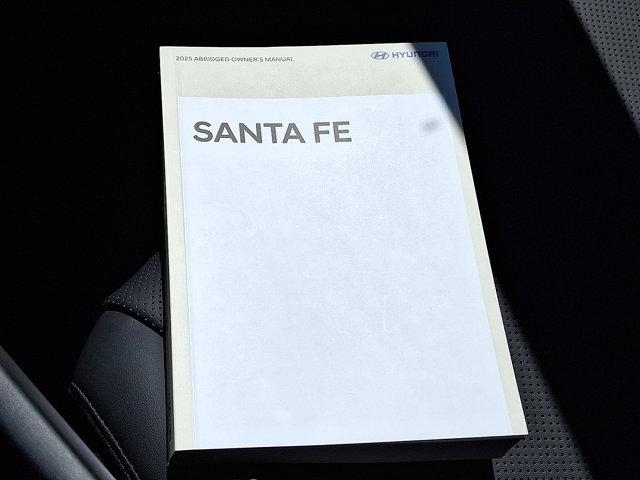 2025 ABRIDGED OWNER'S MANUAL
HYUNDAI
SANTA FE